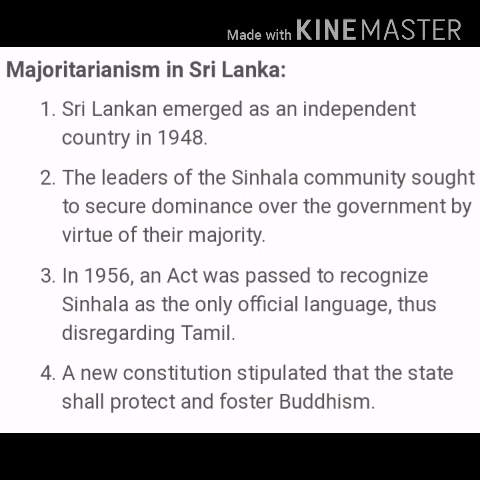 Made with KINEMASTER
Majoritarianism in Sri Lanka:
1. Sri Lankan emerged as an independent
country in 1948.
2. The leaders of the Sinhala community sought
to secure dominance over the government by
virtue of their majority.
3. In 1956, an Act was passed to recognize
Sinhala as the only official language, thus
disregarding Tamil.
4. A new constitution stipulated that the state
shall protect and foster Buddhism.